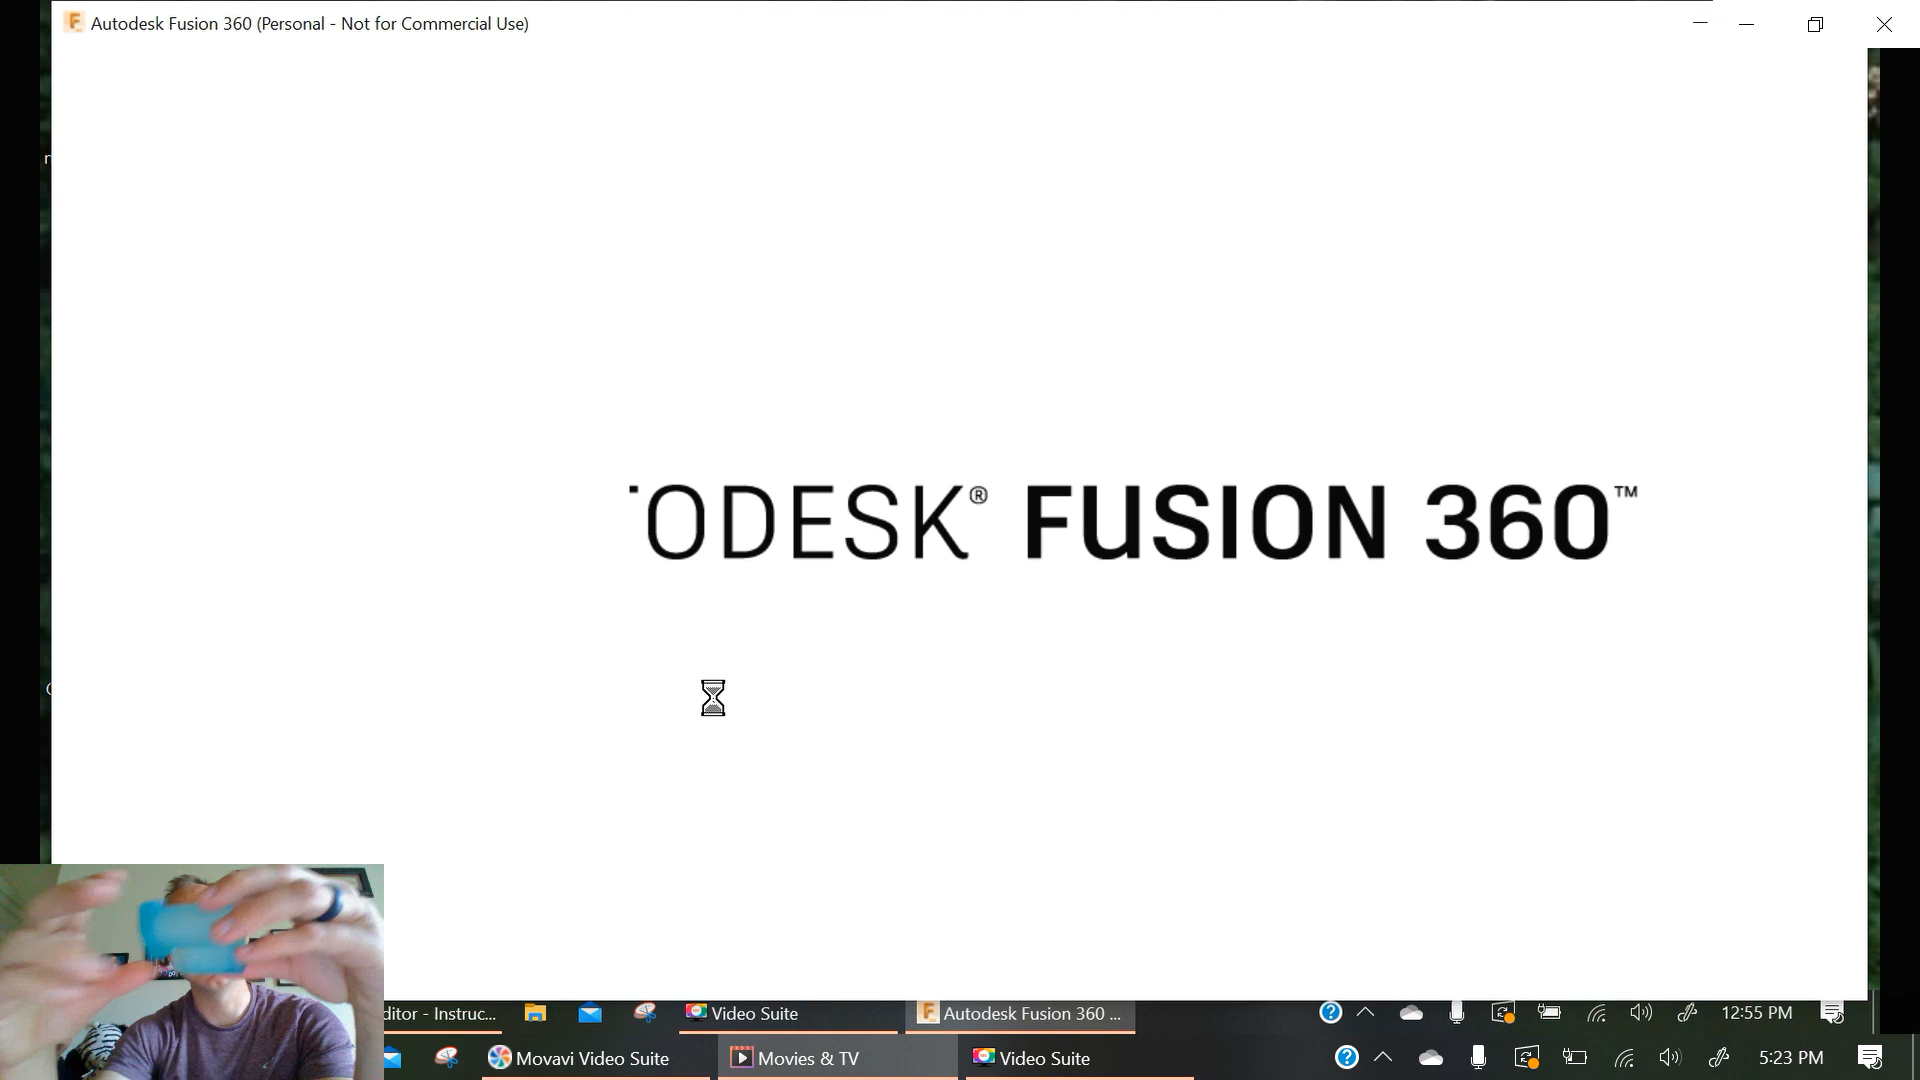 Autodesk Fusion 360 (Personal - Not for Commercial Use)
ODESK® FUSION 360™
ditor - Instruc...
Video Suite
Autodesk Fusion 360 ...
12:55 PM
Movavi Video Suite
Movies & TV
Video Suite
5:23 PM